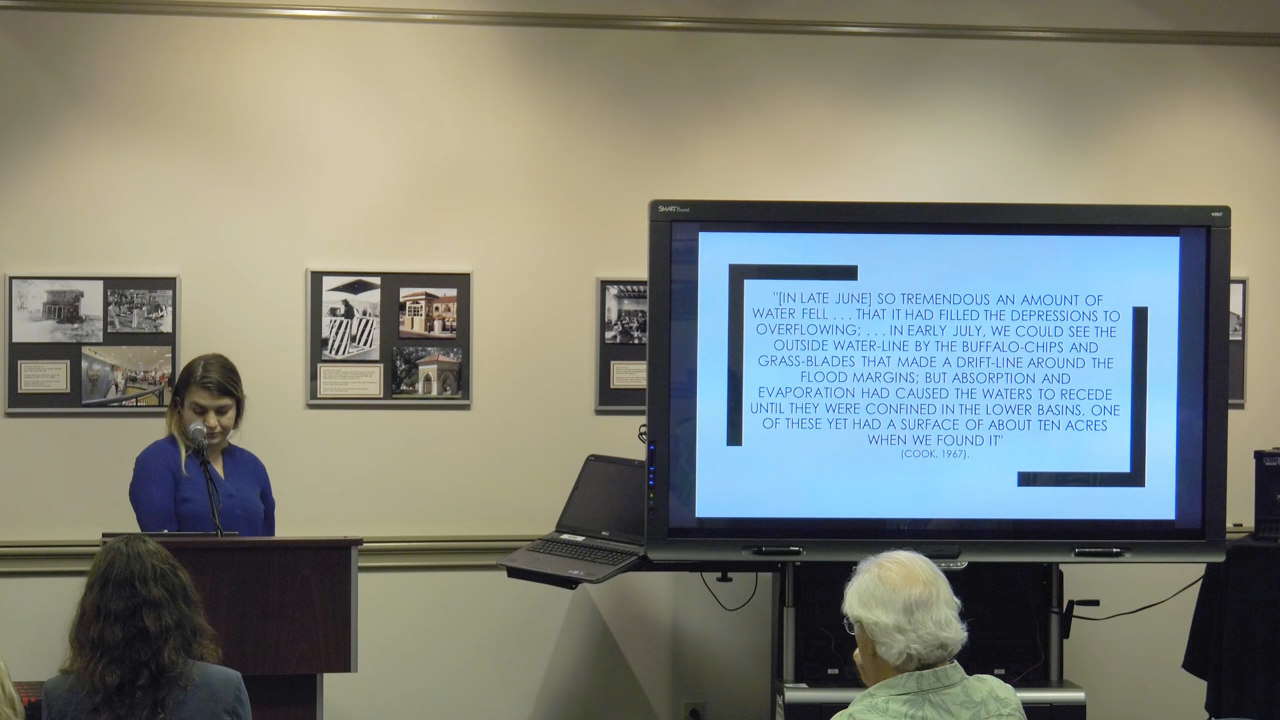 SMART Board
"[IN LATE JUNE] SO TREMENDOUS AN AMOUNT OF
WATER FELL . . . THAT IT HAD FILLED THE DEPRESSIONS TO
OVERFLOWING; . . . IN EARLY JULY, WE COULD SEE THE
OUTSIDE WATER-LINE BY THE BUFFALO-CHIPS AND
GRASS-BLADES THAT MADE A DRIFT-LINE AROUND THE
FLOOD MARGINS; BUT ABSORPTION AND
EVAPORATION HAD CAUSED THE WATERS TO RECEDE
UNTIL THEY WERE CONFINED IN THE LOWER BASINS. ONE
OF THESE YET HAD A SURFACE OF ABOUT TEN ACRES
WHEN WE FOUND IT"
(COOK, 1967).